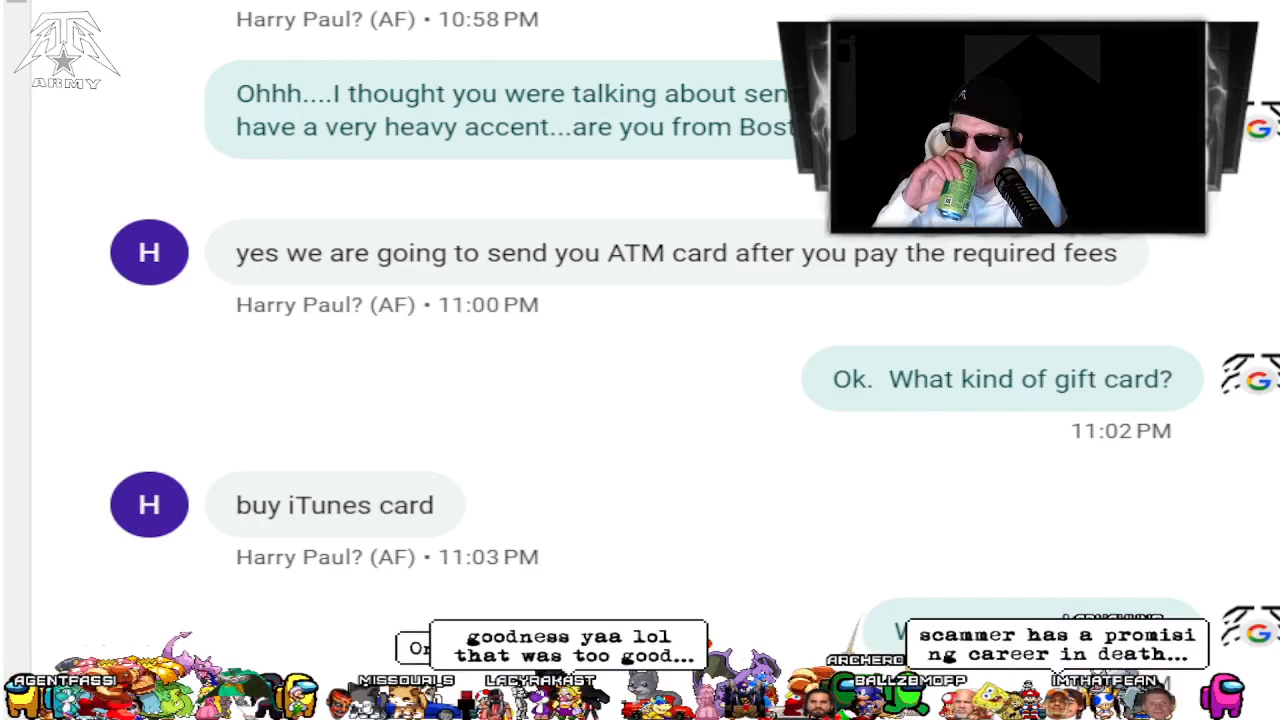 Harry Paul? (AF) • 10:58 PM
ATA
ARMY
Ohhh....I thought you were talking about
have a very heavy accent...are you from
H
yes we are going to send you ATM card after you pay the required fees
Harry Paul? (AF) • 11:00 PM
Ok. What kind of gift card?
11:02 PM
H
buy iTunes card
Harry Paul? (AF) • 11:03 PM
goodness yaa lol
that was too good...
scammer has a promisi
ng career in death...
AGENTPASSI
MISSOURI_S
LACYRAKAST
ARCHERO
BALLZBMOPP
IMTHATPEAN